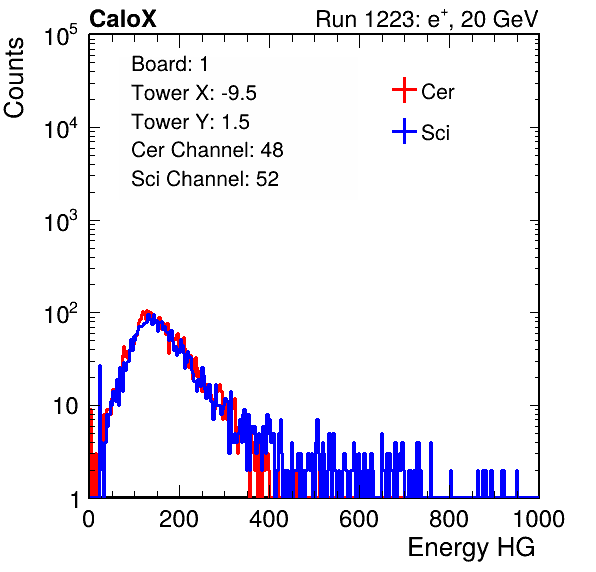 CaloX Run 1223: e⁺, 20 GeV
Counts
10⁵
10⁴
10³
10²
10
1
Board: 1
Tower X: -9.5
Tower Y: 1.5
Cer Channel: 48
Sci Channel: 52
Cer
Sci
0 200 400 600 800 1000
Energy HG